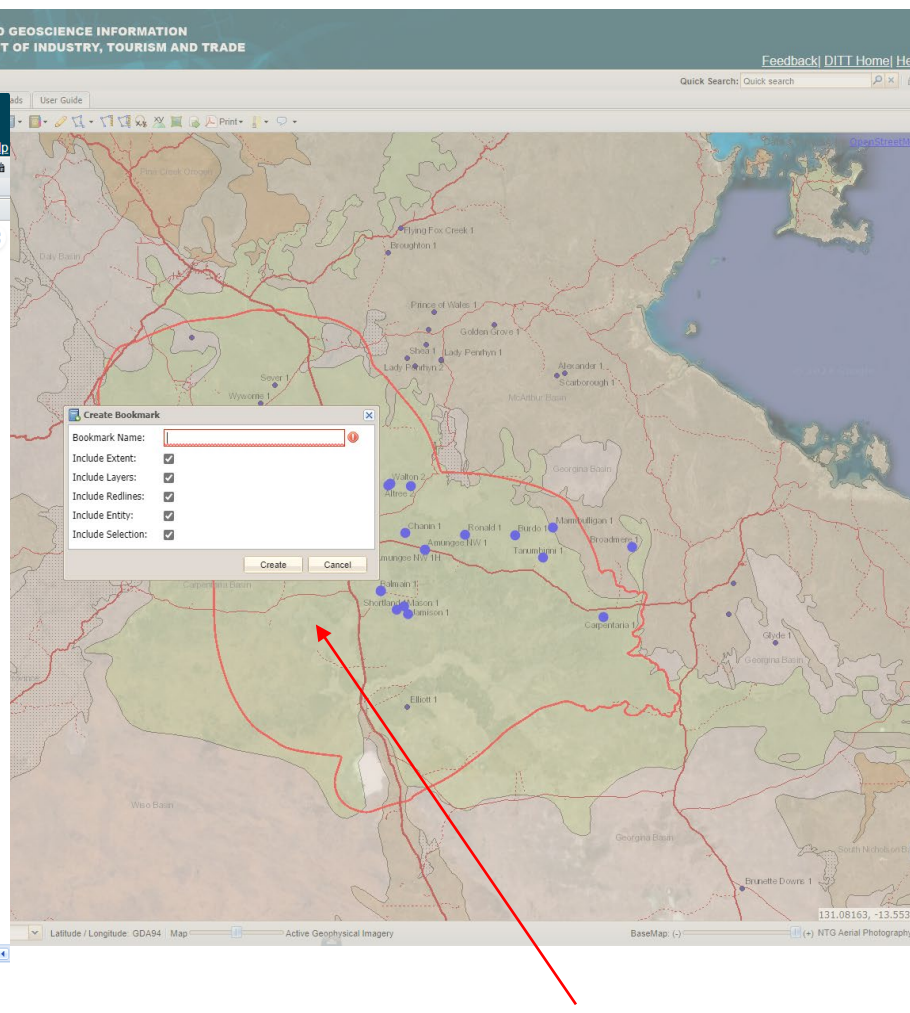 D GEOSCIENCE INFORMATION
T OF INDUSTRY, TOURISM AND TRADE
Feedback| DITT Home| He
Quick Search: Quick search
ads User Guide
Print
OpenStreetM
Pine Creek Orogen
Flying Fox Creek 1
Broughton 1
Daly Basin
Prince of Wales 1
Golden Grove 1
Shea 1 Lady Penrhyn 1
Lady Penrhyn 2
Alexander 1
Scarborough 1
Sever 1
Wyworrie 1
McArthur Basin
Create Bookmark
Bookmark Name:
Include Extent:
Include Layers:
Include Redlines:
Include Entity:
Include Selection:
Create Cancel
Georgina Basin
Walton 2
Altree 2
Chanin 1
Ronald 1
Burdo 1
Mambulligan 1
Broadmere 1
Amungee NW 1
Tanumbirini 1
mungee NW 1H
Carpentaria Basin
Balmain 1
Shortland 1 Mason 1
Jamison 1
Carpentaria 1
Glyde 1
Georgina Basin
rovince
Elliott 1
Wiso Basin
Georgina Basin
South Nicholson B
Brunette Downs 1
131.08163, -13.553
Latitude / Longitude: GDA94 Map Active Geophysical Imagery BaseMap: (-) (+) NTG Aerial Photography